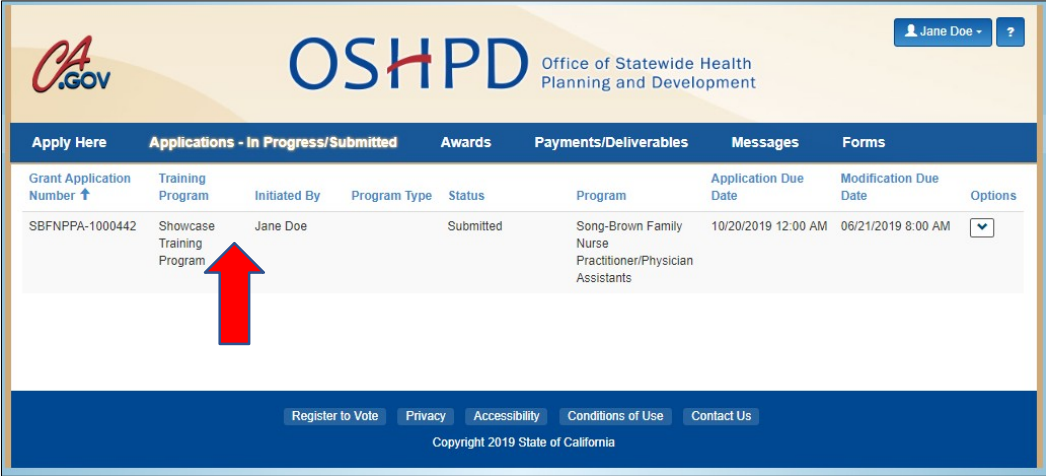 CA.GOV
OSHPD
Office of Statewide Health
Planning and Development
Jane Doe
?
Apply Here Applications - In Progress/Submitted Awards Payments/Deliverables Messages Forms
Grant Application Training Application Due Modification Due
Number Program Initiated By Program Type Status Program Date Date Options
SBFNPPA-1000442 Showcase Jane Doe Submitted Song-Brown Family 10/20/2019 12:00 AM 06/21/2019 8:00 AM
Training Nurse
Program Practitioner/Physician
Assistants
Register to Vote Privacy Accessibility Conditions of Use Contact Us
Copyright 2019 State of California